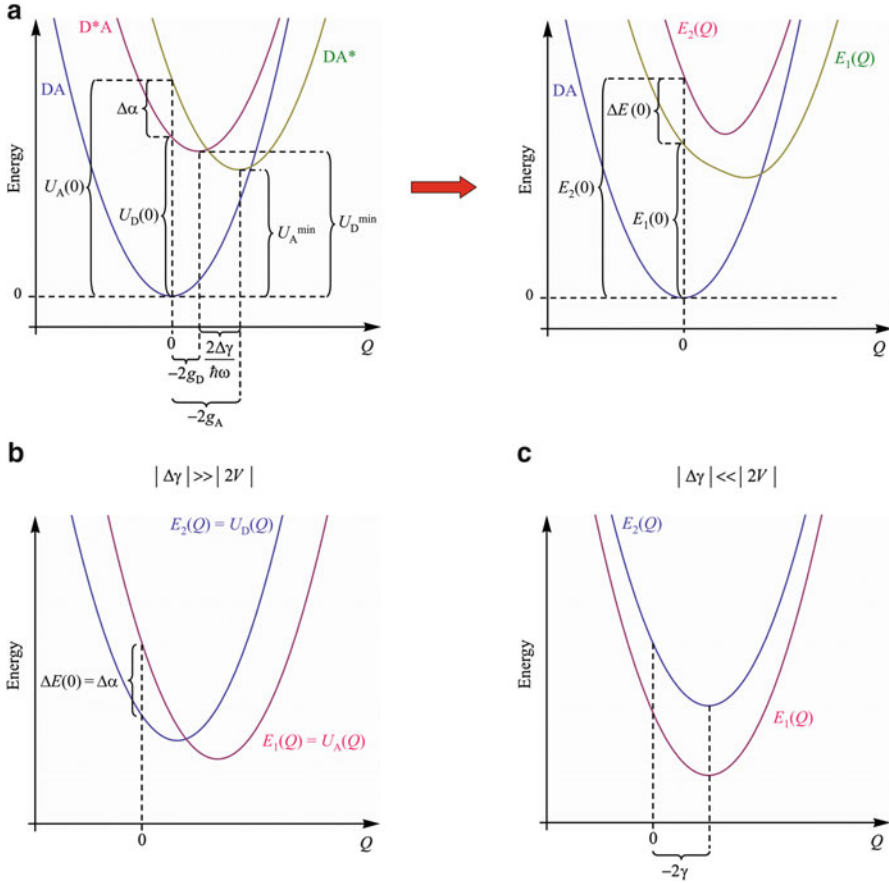 a
D*A
DA*
DA
Δα
Energy
U_A(0)
U_D(0)
U_A^min
U_D^min
0
0
Q
−2g_D
2Δγ
ħω
−2g_A
E_2(Q)
E_1(Q)
DA
ΔE(0)
Energy
E_2(0)
E_1(0)
0
0
Q
b
| Δγ | >> | 2V |
E_2(Q) = U_D(Q)
Energy
ΔE(0) = Δα
E_1(Q) = U_A(Q)
0
Q
c
| Δγ | << | 2V |
E_2(Q)
Energy
E_1(Q)
0
Q
−2γ